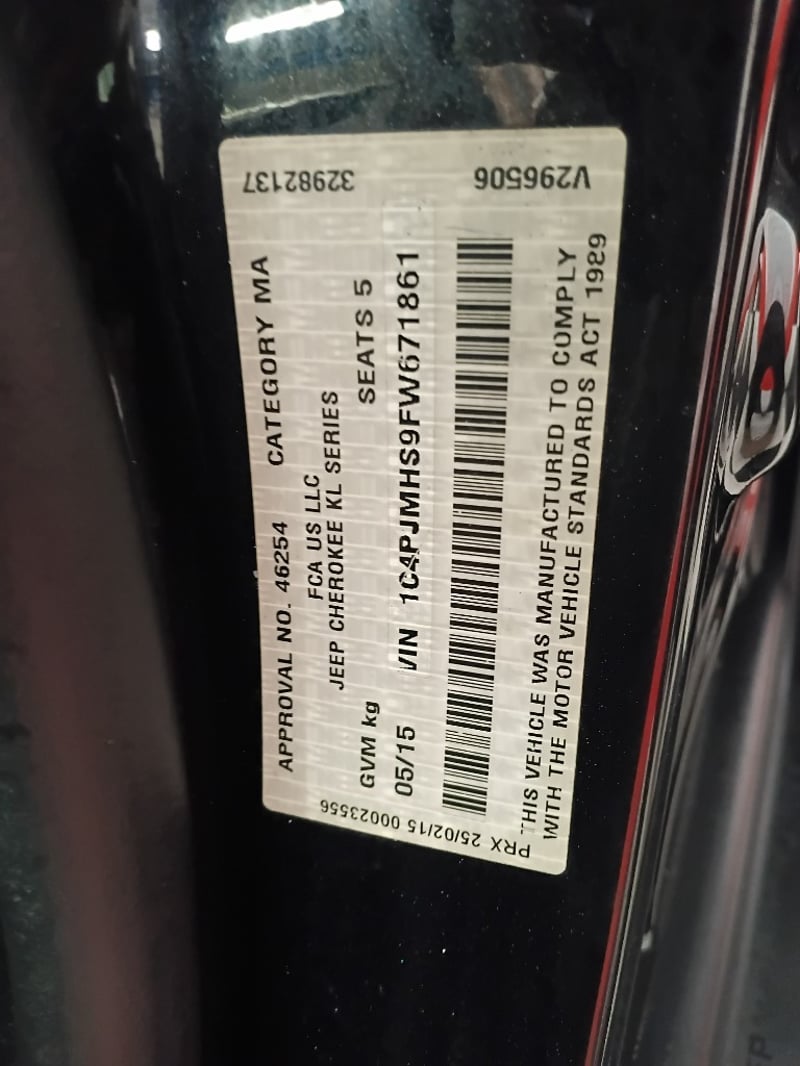 APPROVAL NO. 46254 CATEGORY MA
FCA US LLC
JEEP CHEROKEE KL SERIES
GVM kg SEATS 5
05/15 VIN 1C4PJMHS9FW671861
THIS VEHICLE WAS MANUFACTURED TO COMPLY
WITH THE MOTOR VEHICLE STANDARDS ACT 1989
32982137
V296506
PRX 25/02/15 00023556